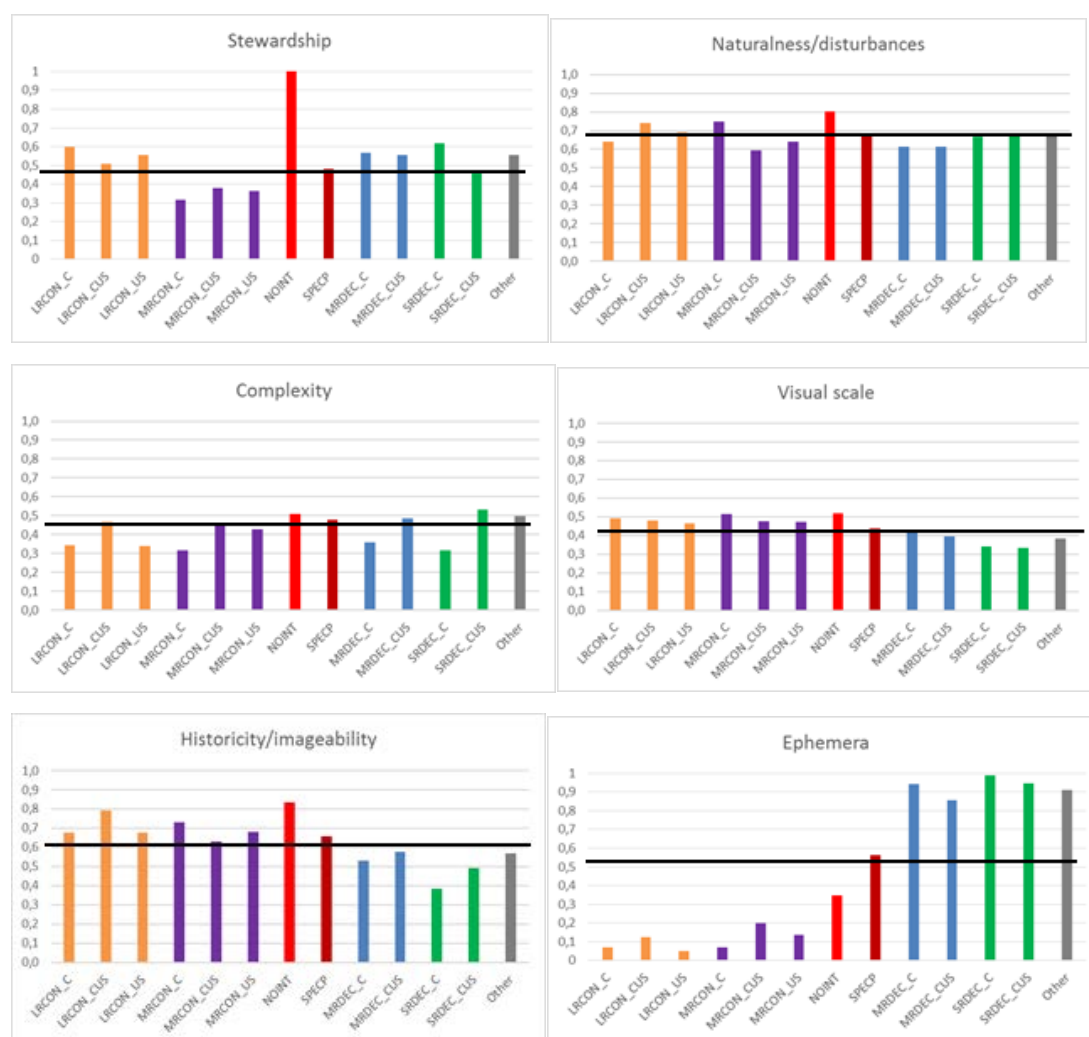 Stewardship
1
0,9
0,8
0,7
0,6
0,5
0,4
0,3
0,2
0,1
0
LRCON_C
LRCON_CUS
LRCON_US
MRCON_C
MRCON_CUS
MRCON_US
NOINT
SPECP
MRDEC_C
MRDEC_CUS
SRDEC_C
SRDEC_CUS
Other
Naturalness/disturbances
1,0
0,9
0,8
0,7
0,6
0,5
0,4
0,3
0,2
0,1
0,0
LRCON_C
LRCON_CUS
LRCON_US
MRCON_C
MRCON_CUS
MRCON_US
NOINT
SPECP
MRDEC_C
MRDEC_CUS
SRDEC_C
SRDEC_CUS
Other
Complexity
1,0
0,9
0,8
0,7
0,6
0,5
0,4
0,3
0,2
0,1
0,0
LRCON_C
LRCON_CUS
LRCON_US
MRCON_C
MRCON_CUS
MRCON_US
NOINT
SPECP
MRDEC_C
MRDEC_CUS
SRDEC_C
SRDEC_CUS
Other
Visual scale
1,0
0,9
0,8
0,7
0,6
0,5
0,4
0,3
0,2
0,1
0,0
LRCON_C
LRCON_CUS
LRCON_US
MRCON_C
MRCON_CUS
MRCON_US
NOINT
SPECP
MRDEC_C
MRDEC_CUS
SRDEC_C
SRDEC_CUS
Other
Historicity/imageability
1,0
0,9
0,8
0,7
0,6
0,5
0,4
0,3
0,2
0,1
0,0
LRCON_C
LRCON_CUS
LRCON_US
MRCON_C
MRCON_CUS
MRCON_US
NOINT
SPECP
MRDEC_C
MRDEC_CUS
SRDEC_C
SRDEC_CUS
Other
Ephemera
1
0,9
0,8
0,7
0,6
0,5
0,4
0,3
0,2
0,1
0
LRCON_C
LRCON_CUS
LRCON_US
MRCON_C
MRCON_CUS
MRCON_US
NOINT
SPECP
MRDEC_C
MRDEC_CUS
SRDEC_C
SRDEC_CUS
Other